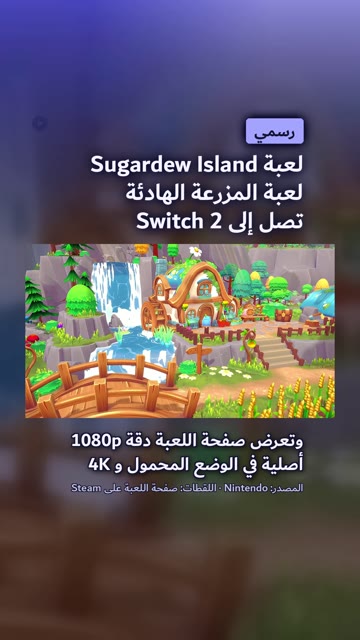 رسمي
لعبة Sugardew Island
لعبة المزرعة الهادئة
تصل إلى Switch 2
وتعرض صفحة اللعبة دقة 1080p
أصلية في الوضع المحمول و 4K
المصدر: Nintendo · اللقطات: صفحة اللعبة على Steam